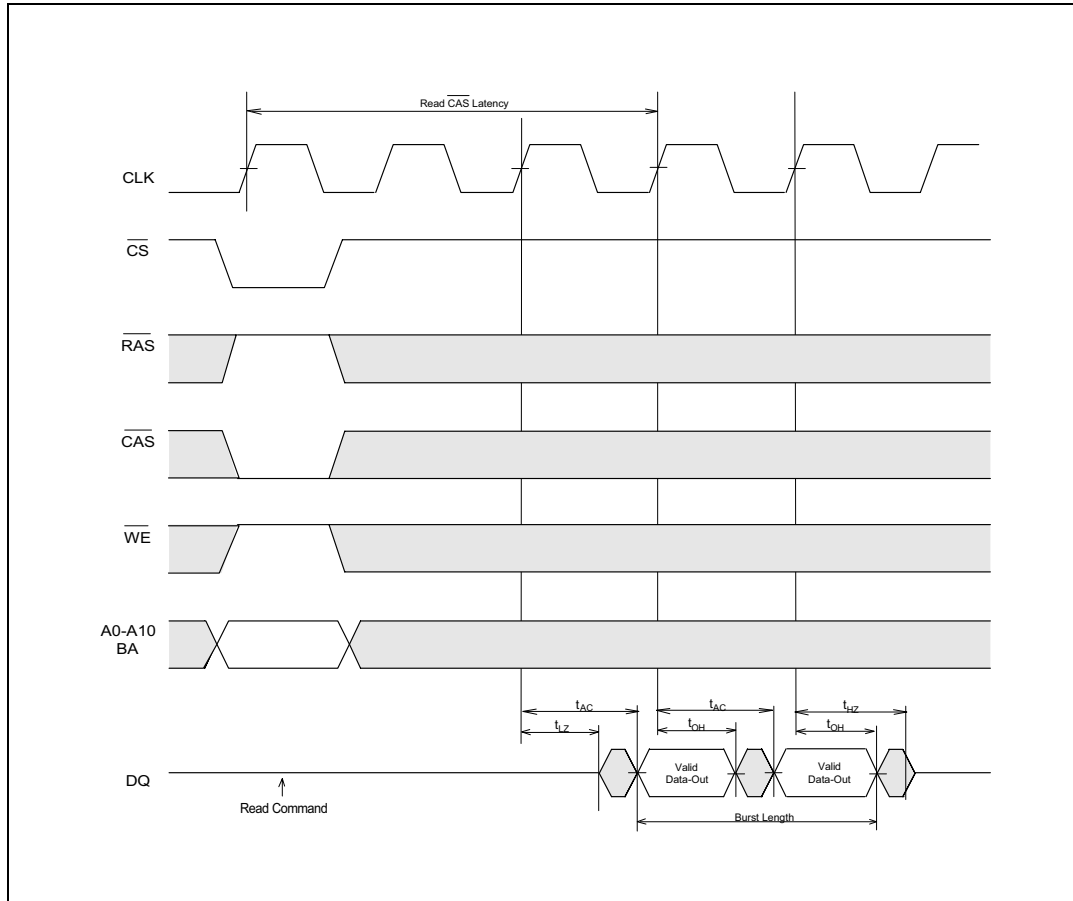 Read CAS Latency
CLK
CS
RAS
CAS
WE
A0-A10
BA
tAC
tAC
tHZ
tLZ
tOH
tOH
DQ
Valid
Data-Out
Valid
Data-Out
Read Command
Burst Length